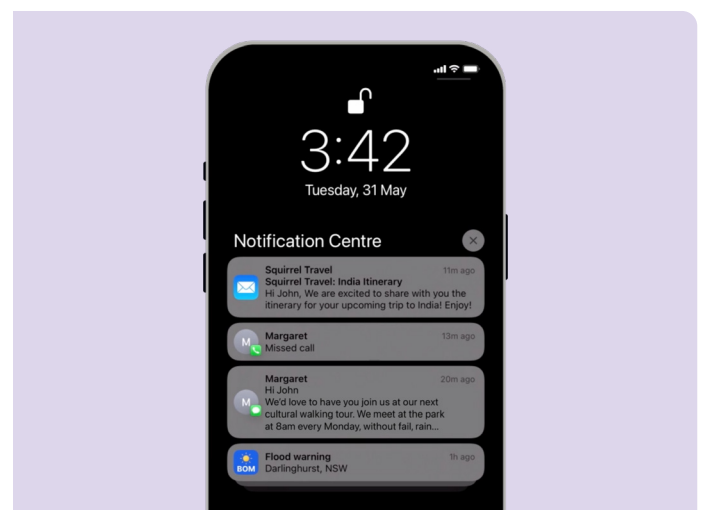 3:42
Tuesday, 31 May
Notification Centre
Squirrel Travel 11m ago
Squirrel Travel: India Itinerary
Hi John, We are excited to share with you the
itinerary for your upcoming trip to India! Enjoy!
Margaret 13m ago
M
Missed call
Margaret 20m ago
Hi John
We'd love to have you join us at our next
M
cultural walking tour. We meet at the park
at 8am every Monday, without fail, rain...
Flood warning 1h ago
BOM
Darlinghurst, NSW